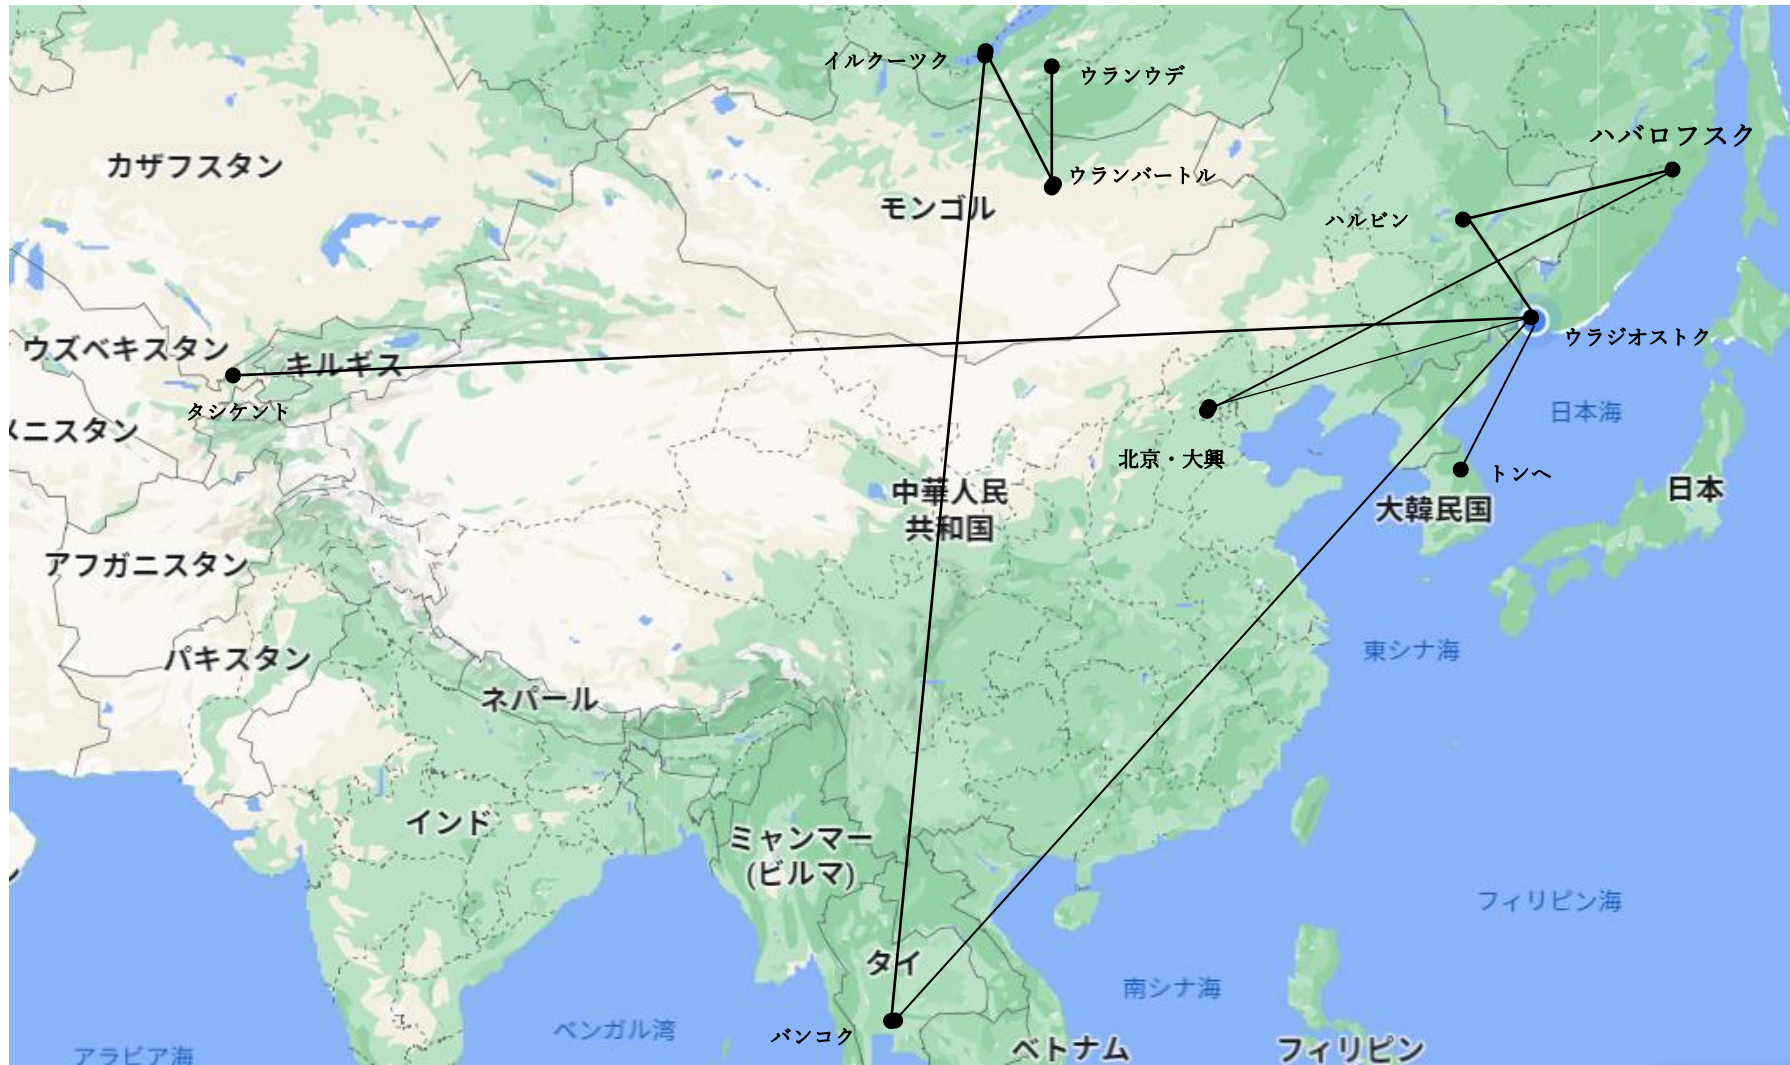 イルクーツク
ウランウデ
ハバロフスク
カザフスタン
ウランバートル
モンゴル
ハルビン
ウズベキスタン
キルギス
ウラジオストク
タシケント
日本海
メニスタン
北京・大興
トンヘ
中華人民
共和国
大韓民国
日本
アフガニスタン
パキスタン
東シナ海
ネパール
インド
ミャンマー
(ビルマ)
フィリピン海
タイ
南シナ海
ベンガル湾
バンコク
ベトナム
フィリピン
アラビア海